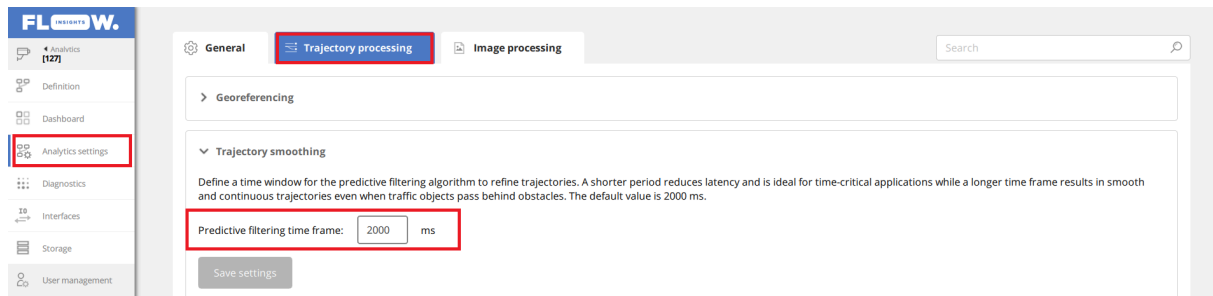 FLOW.
INSIGHTS
Analytics
[127]
Definition
Dashboard
Analytics settings
Diagnostics
IO
Interfaces
Storage
User management
General
Trajectory processing
Image processing
Search
Georeferencing
Trajectory smoothing
Define a time window for the predictive filtering algorithm to refine trajectories. A shorter period reduces latency and is ideal for time-critical applications while a longer time frame results in smooth
and continuous trajectories even when traffic objects pass behind obstacles. The default value is 2000 ms.
Predictive filtering time frame: 2000 ms
Save settings